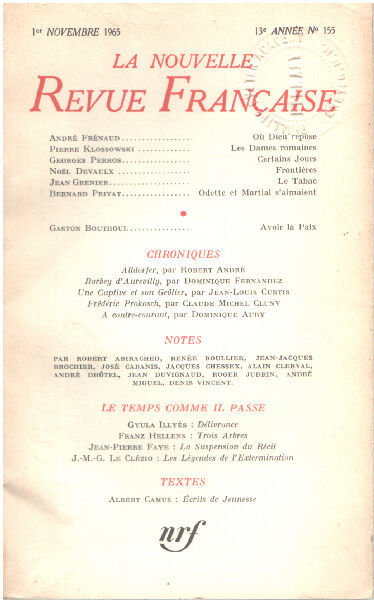 1er NOVEMBRE 1965 13e ANNÉE No 155
LA NOUVELLE
REVUE FRANÇAISE
ANDRÉ FRÉNAUD................. Où Dieu repose
PIERRE KLOSSOWSKI ............. Les Dames romaines
GEORGES PERROS................. Certains Jours
NOËL DEVAULX .................. Frontières
JEAN GRENIER................... Le Tabac
BERNARD PRIVAT................. Odette et Martial s'aimaient
GASTON BOUTHOUL................ Avoir la Paix
CHRONIQUES
Alldorfer, par ROBERT ANDRÉ
Barbey d'Aurevilly, par DOMINIQUE FERNANDEZ
Une Captive et son Geôlier, par JEAN-LOUIS CURTIS
Frédéric Prokosch, par CLAUDE MICHEL CLUNY
A contre-courant, par DOMINIQUE AURY
NOTES
PAR ROBERT ABIRACHED, RENÉE BOULLIER, JEAN-JACQUES
BROCHIER, JOSÉ CABANIS, JACQUES CHESSEX, ALAIN CLERVAL,
ANDRÉ DHÔTEL, JEAN DUVIGNAUD, ROGER JUDRIN, ANDRÉ
MIGUEL, DENIS VINCENT.
LE TEMPS COMME IL PASSE
GYULA ILLYÉS : Délivrance
FRANZ HELLENS : Trois Arbres
JEAN-PIERRE FAYE : La Suspension du Récit
J.-M.-G. LE CLÉZIO : Les Légendes de l'Extermination
TEXTES
ALBERT CAMUS : Écrits de Jeunesse
nrf